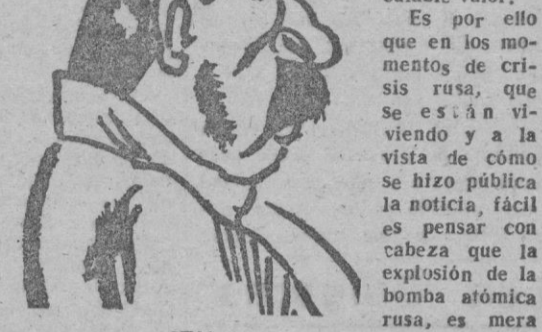 Es por ello
que en los mo-
mentos de cri-
sis rusa, que
se están vi-
viendo y a la
vista de cómo
se hizo pública
la noticia, fácil
es pensar con
cabeza que la
explosión de la
bomba atómica
rusa, es mera